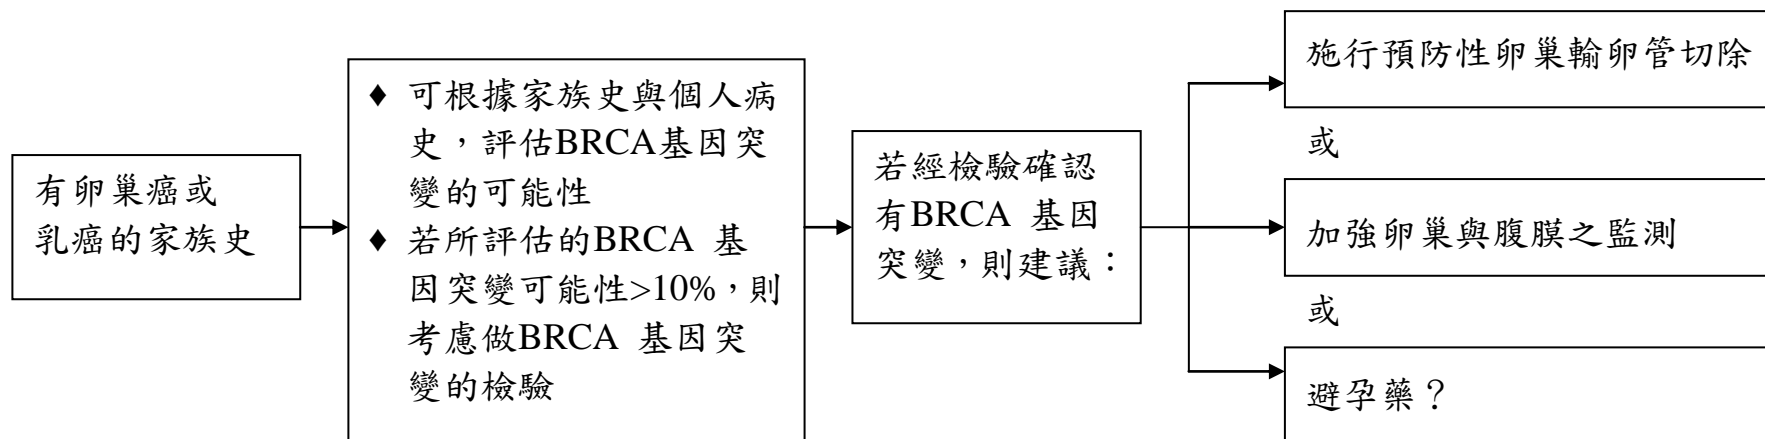 有卵巢癌或
乳癌的家族史
♦ 可根據家族史與個人病
史，評估BRCA基因突
變的可能性
♦ 若所評估的BRCA 基
因突變可能性>10%，則
考慮做BRCA 基因突
變的檢驗
若經檢驗確認
有BRCA 基因
突變，則建議：
施行預防性卵巢輸卵管切除
或
加強卵巢與腹膜之監測
或
避孕藥？